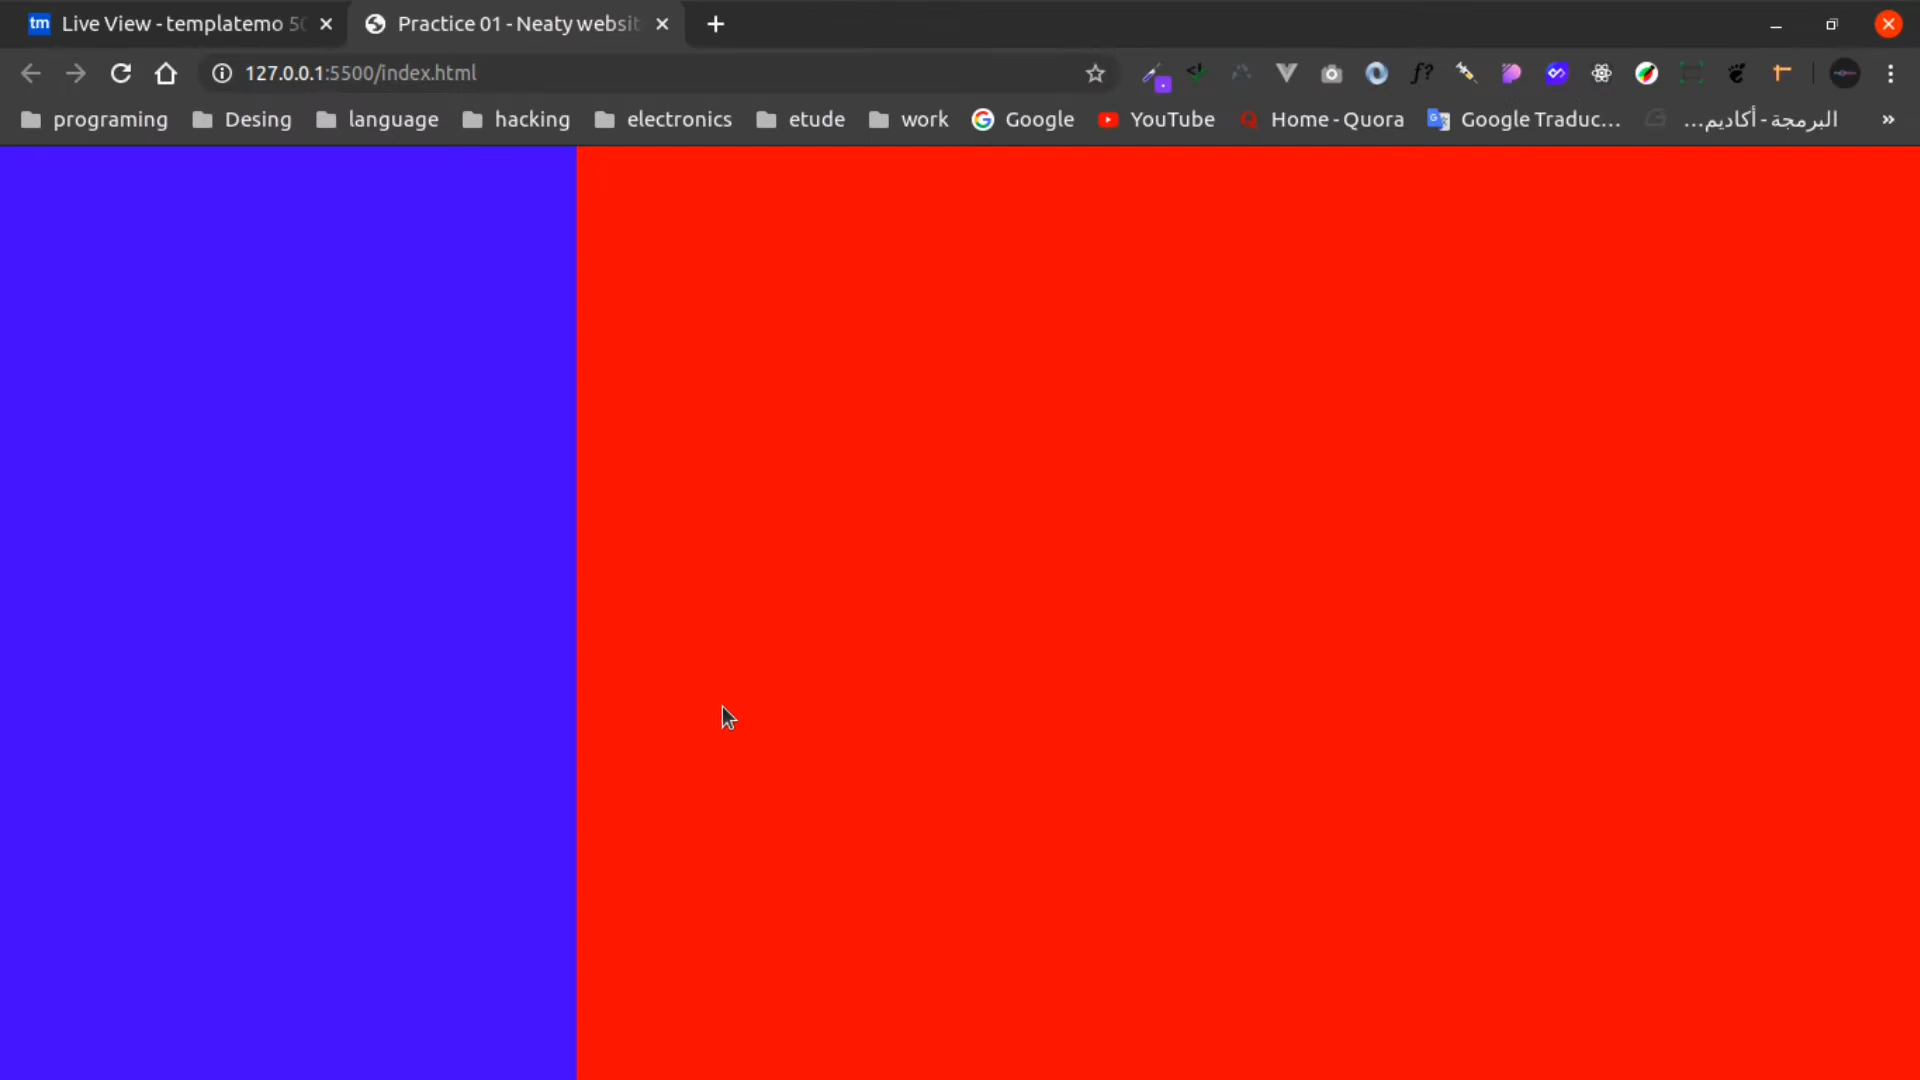 tm Live View - templatemo 50 Practice 01 - Neaty websit
127.0.0.1:5500/index.html f?
programing Desing language hacking electronics etude work Google YouTube Home - Quora Google Traduc... البرمجة - أكاديم... »